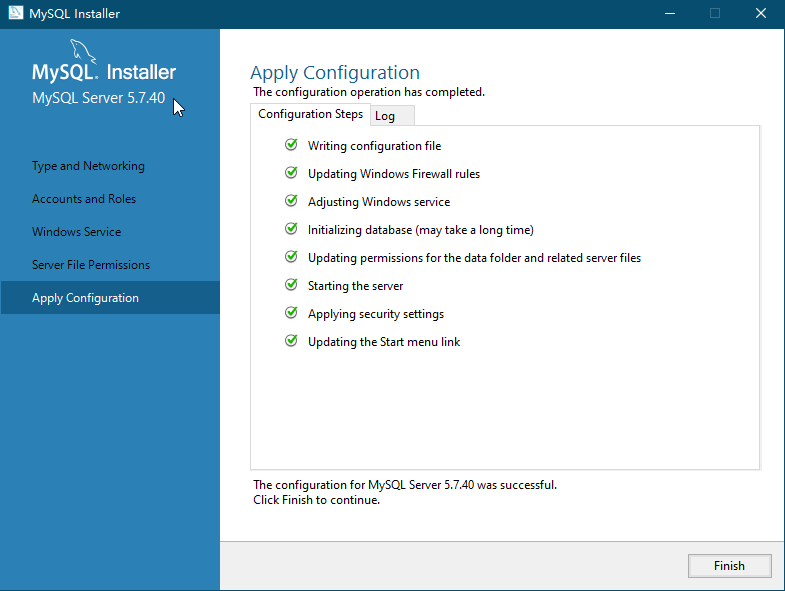 MySQL Installer
MySQL. Installer
MySQL Server 5.7.40
Type and Networking
Accounts and Roles
Windows Service
Server File Permissions
Apply Configuration
Apply Configuration
The configuration operation has completed.
Configuration Steps
Log
Writing configuration file
Updating Windows Firewall rules
Adjusting Windows service
Initializing database (may take a long time)
Updating permissions for the data folder and related server files
Starting the server
Applying security settings
Updating the Start menu link
The configuration for MySQL Server 5.7.40 was successful.
Click Finish to continue.
Finish